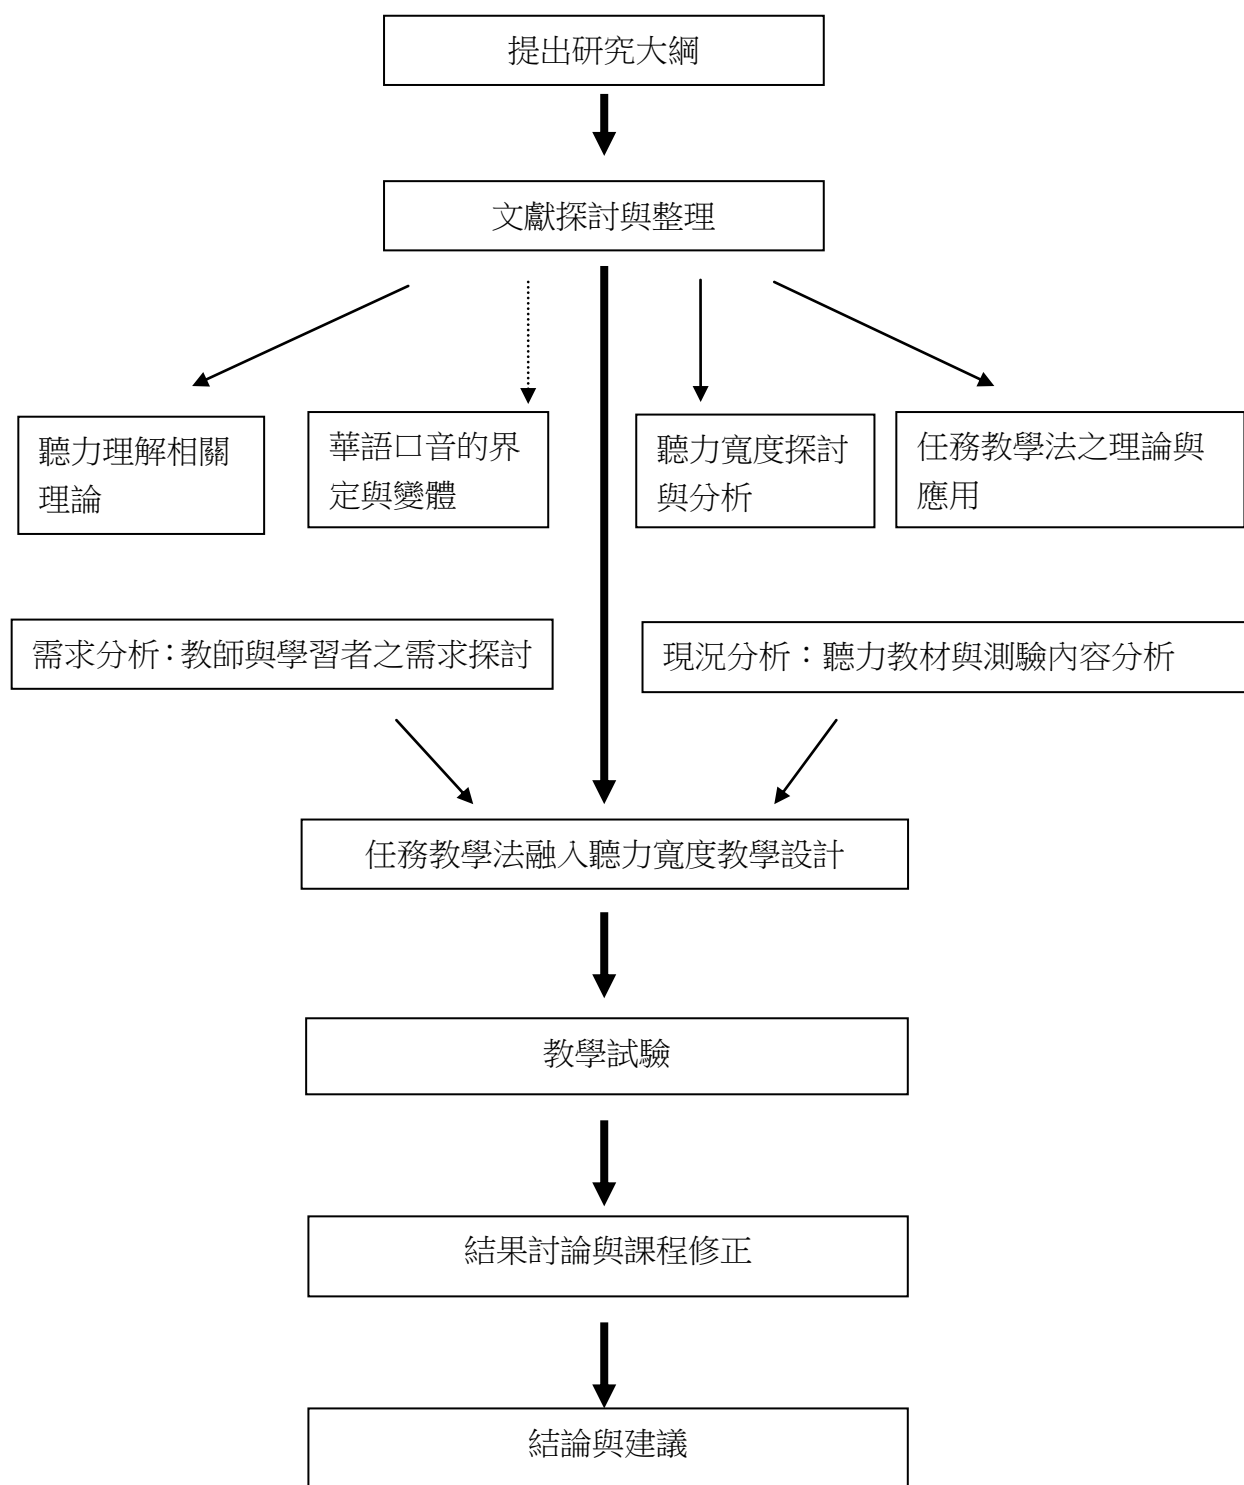 提出研究大綱
文獻探討與整理
聽力理解相關
理論
華語口音的界
定與變體
聽力寬度探討
與分析
任務教學法之理論與
應用
需求分析：教師與學習者之需求探討
現況分析：聽力教材與測驗內容分析
任務教學法融入聽力寬度教學設計
教學試驗
結果討論與課程修正
結論與建議